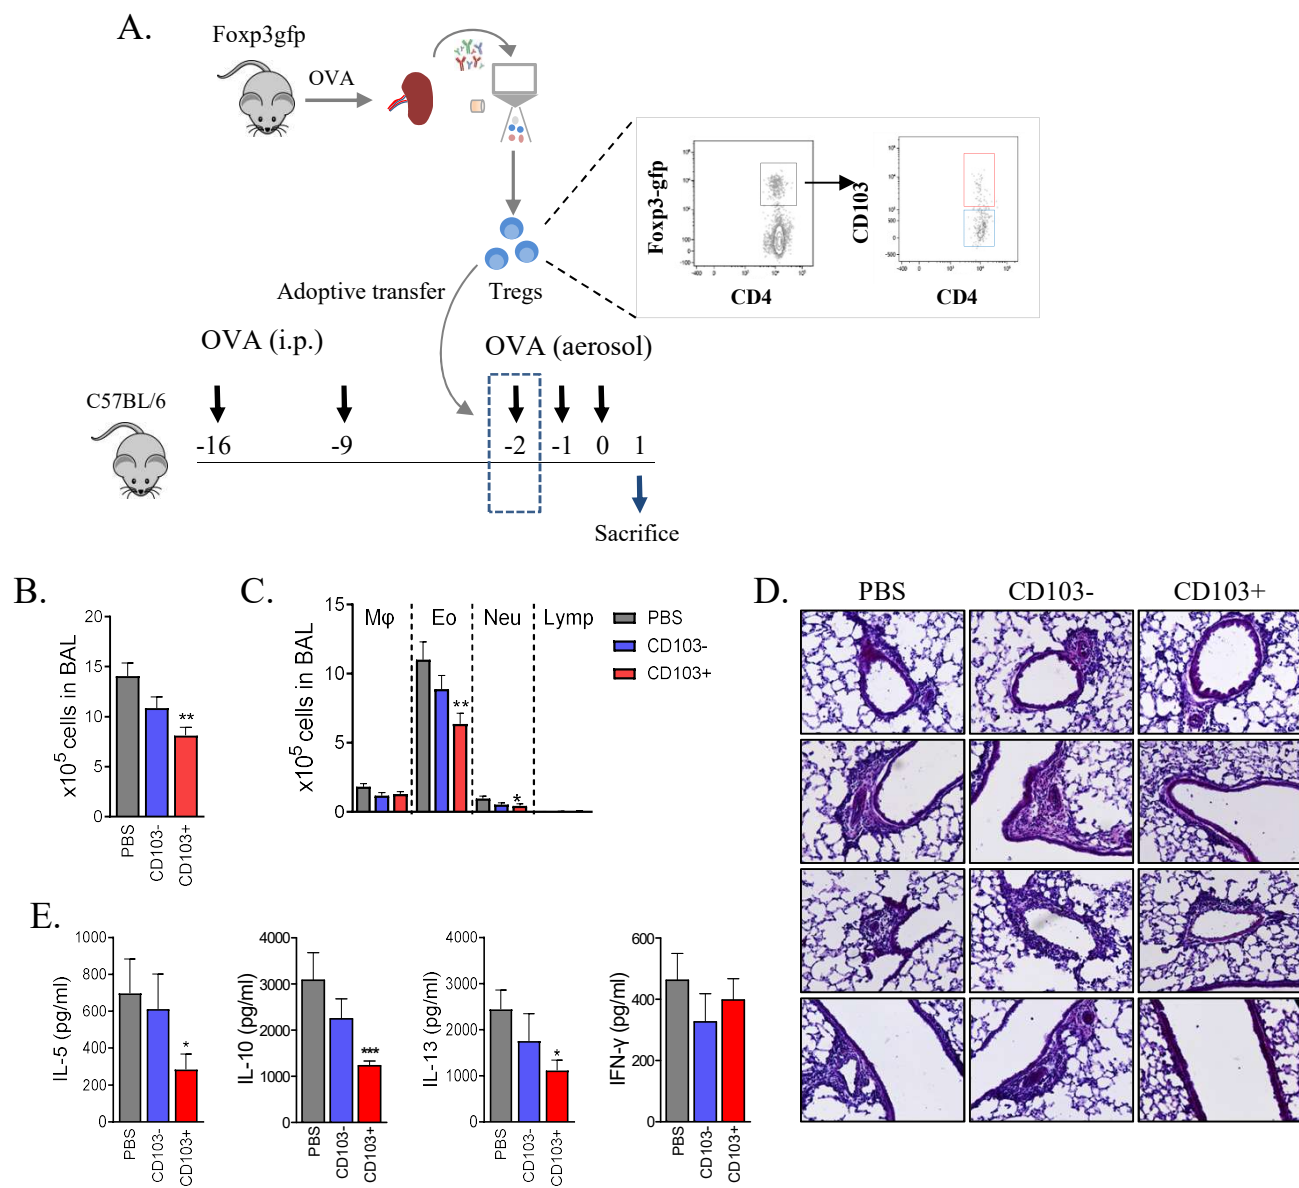 A.
Foxp3gfp
OVA
Foxp3-gfp
CD4
CD103
CD4
Adoptive transfer
Tregs
OVA (i.p.)
OVA (aerosol)
C57BL/6
-16 -9 -2 -1 0 1
Sacrifice
B.
x10⁵ cells in BAL
20
15
10
5
0
**
PBS
CD103-
CD103+
C.
x10⁵ cells in BAL
15
10
5
0
Mφ Eo Neu Lymp
**
*
PBS
CD103-
CD103+
D.
PBS CD103- CD103+
E.
IL-5 (pg/ml)
1000
800
600
400
200
0
*
PBS
CD103-
CD103+
IL-10 (pg/ml)
4000
3000
2000
1000
0
***
PBS
CD103-
CD103+
IL-13 (pg/ml)
4000
3000
2000
1000
0
*
PBS
CD103-
CD103+
IFN-γ (pg/ml)
600
400
200
0
PBS
CD103-
CD103+